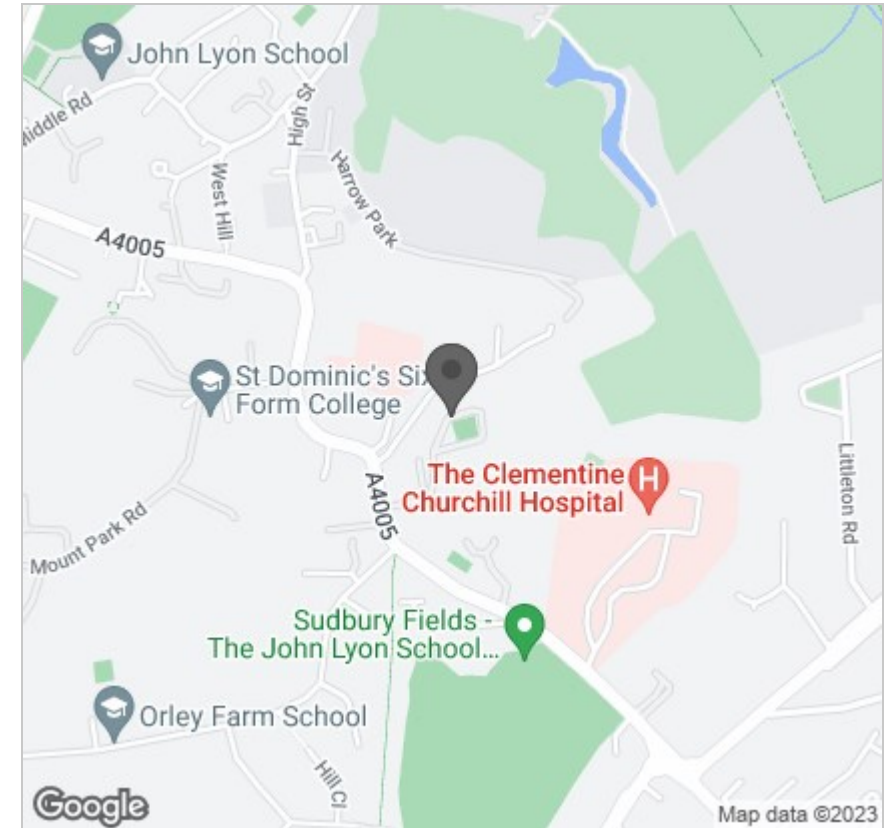 John Lyon School
Middle Rd
High St
West Hill
Harrow Park
A4005
St Dominic's Six
Form College
The Clementine
Churchill Hospital
H
A4005
Littleton Rd
Mount Park Rd
Sudbury Fields -
The John Lyon School...
Orley Farm School
Hill Cl
Google
Map data ©2023